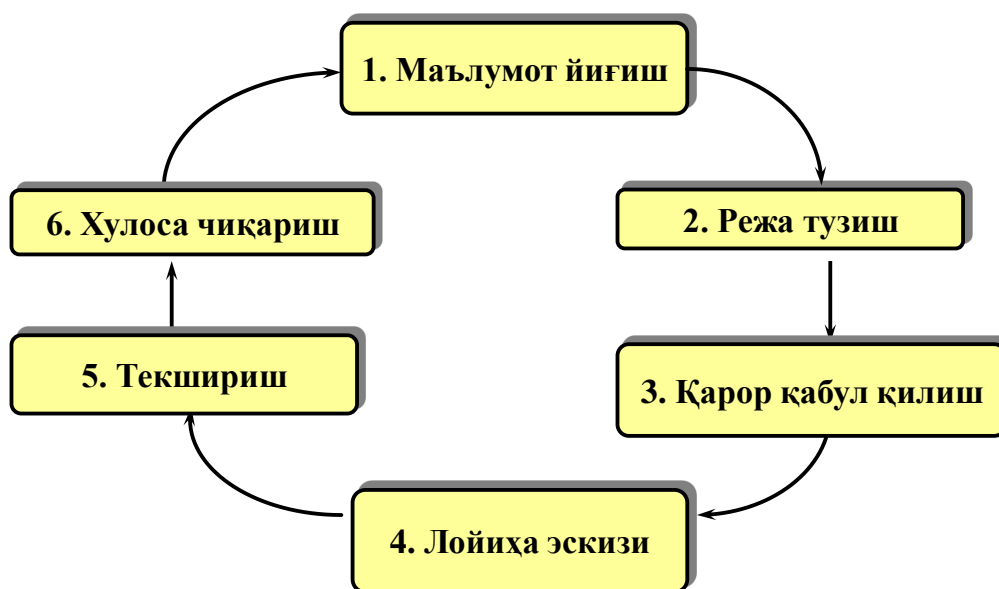 1. Маълумот йиғиш
2. Режа тузиш
3. Қарор қабул қилиш
4. Лойиҳа эскизи
5. Текшириш
6. Хулоса чиқариш